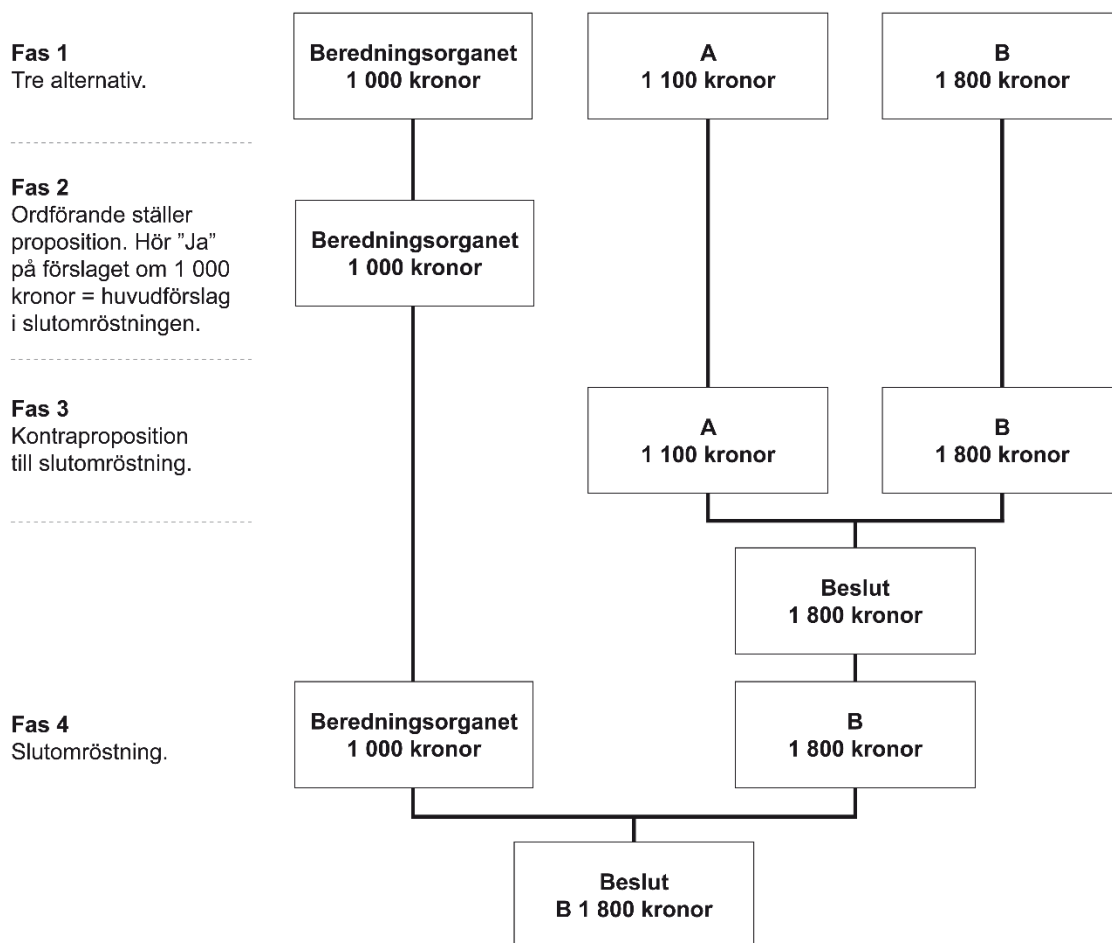 Fas 1
Tre alternativ.
Beredningsorganet
1 000 kronor
A
1 100 kronor
B
1 800 kronor
Fas 2
Ordförande ställer
proposition. Hör ”Ja”
på förslaget om 1 000
kronor = huvudförslag
i slutomröstningen.
Beredningsorganet
1 000 kronor
Fas 3
Kontraproposition
till slutomröstning.
A
1 100 kronor
B
1 800 kronor
Beslut
1 800 kronor
Fas 4
Slutomröstning.
Beredningsorganet
1 000 kronor
B
1 800 kronor
Beslut
B 1 800 kronor